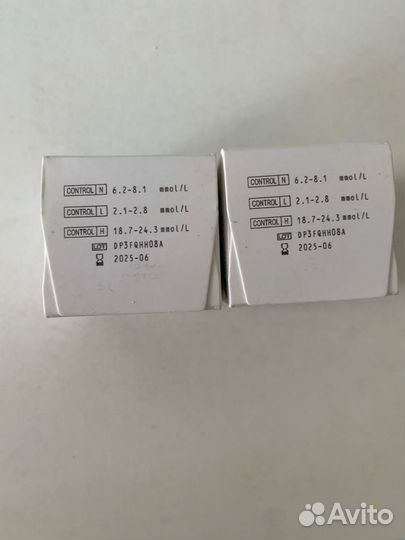 CONTROL N 6.2-8.1 mmol/L
CONTROL L 2.1-2.8 mmol/L
CONTROL H 18.7-24.3 mmol/L
LOT DP3FQHH08A
2025-06
CONTROL N 6.2-8.1 mmol/L
CONTROL L 2.1-2.8 mmol/L
CONTROL H 18.7-24.3 mmol/L
LOT DP3FQHH08A
2025-06
Avito